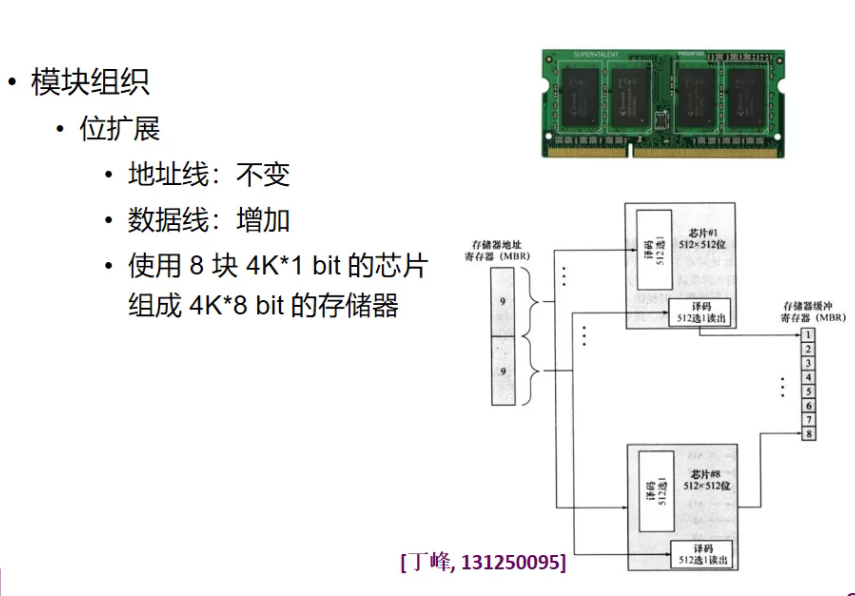 模块组织
位扩展
地址线：不变
数据线：增加
使用 8 块 4K*1 bit 的芯片
组成 4K*8 bit 的存储器
SUPER★TALENT
存储器地址
寄存器（MBR）
9
9
译码
512选1
芯片#1
512×512位
译码
512选1读出
存储器缓冲
寄存器（MBR）
1
2
3
4
5
6
7
8
译码
512选1
芯片#8
512×512位
译码
512选1读出
[丁峰, 131250095]